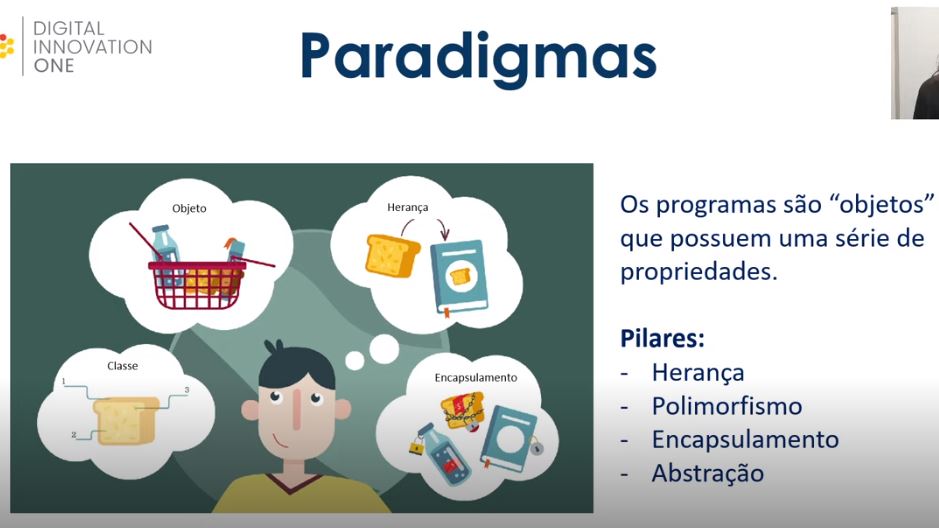 DIGITAL
INNOVATION
ONE
Paradigmas
Objeto
Herança
Classe
1
3
2
Encapsulamento
Os programas são “objetos”
que possuem uma série de
propriedades.
Pilares:
- Herança
- Polimorfismo
- Encapsulamento
- Abstração